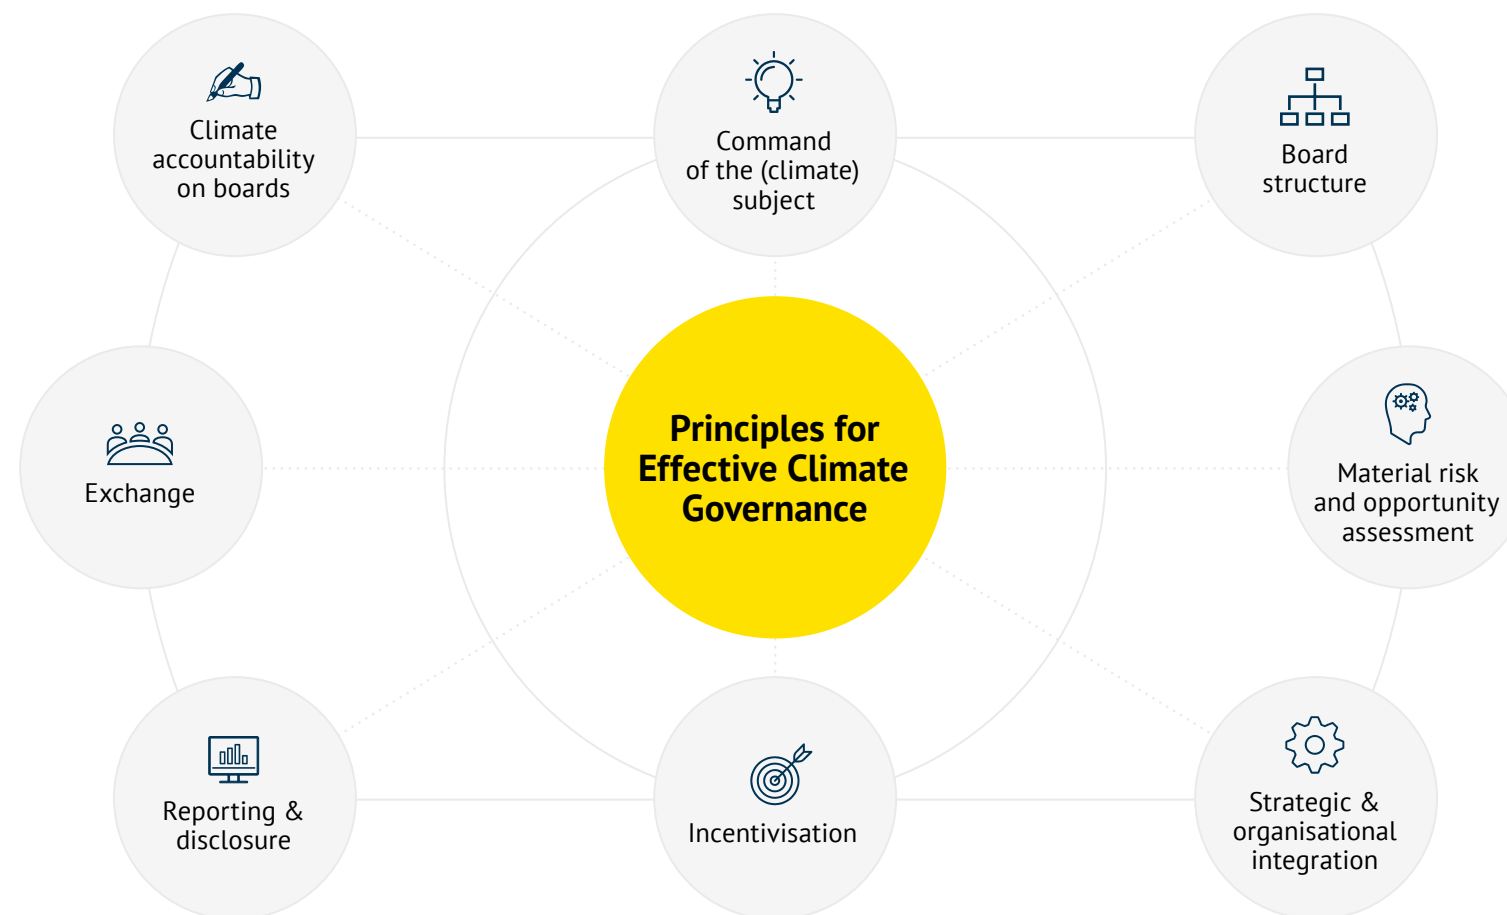 Climate
accountability
on boards
Command
of the (climate)
subject
Board
structure
Exchange
Principles for
Effective Climate
Governance
Material risk
and opportunity
assessment
Reporting &
disclosure
Incentivisation
Strategic &
organisational
integration